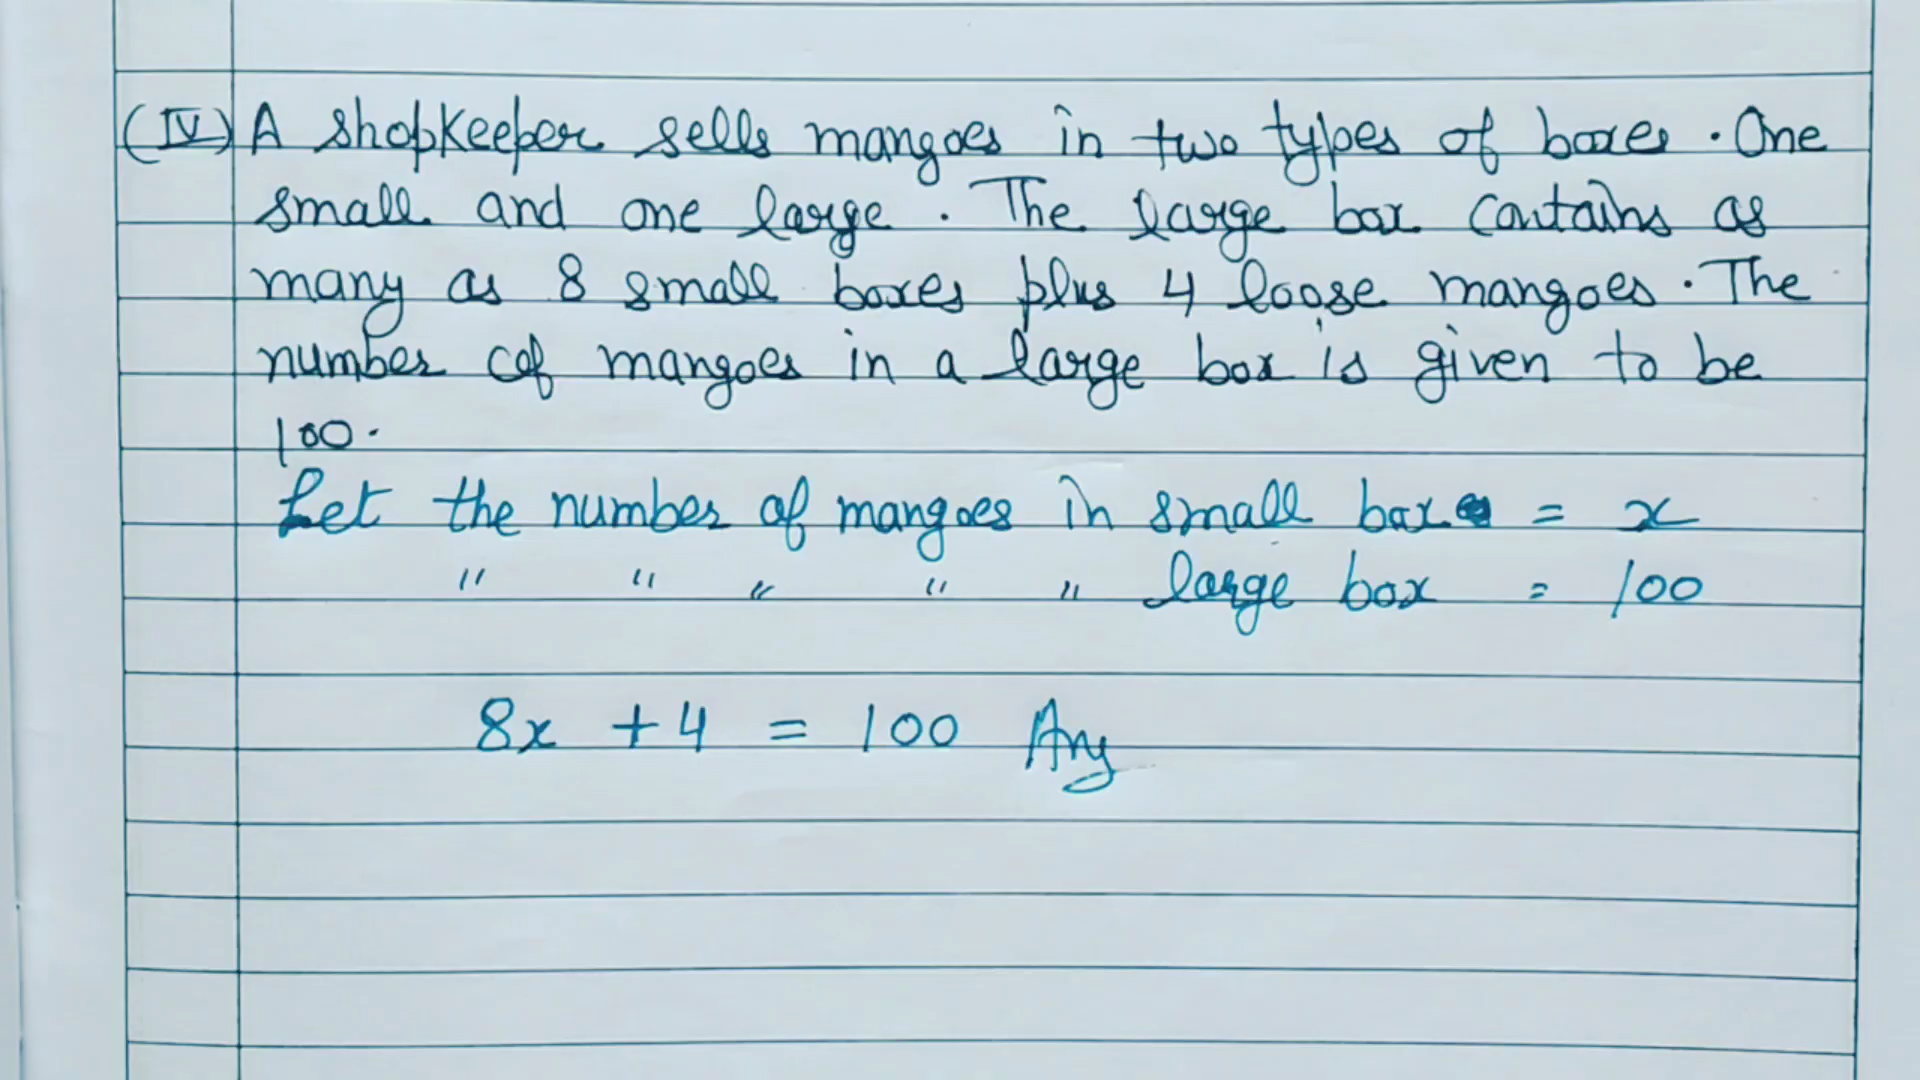 (IV) A shopkeeper sells mangoes in two types of boxes. One
small and one large. The large box contains as
many as 8 small boxes plus 4 loose mangoes. The
number of mangoes in a large box is given to be
100.
Let the number of mangoes in small box = x
" " " " " large box = 100
8x + 4 = 100 Ans